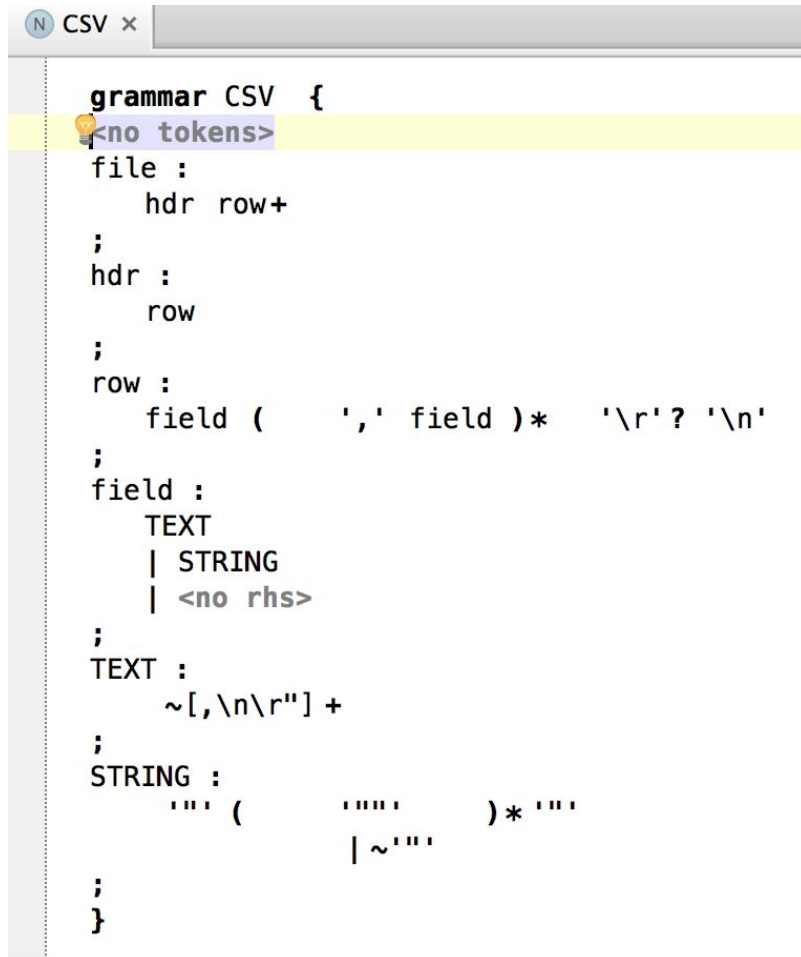 N CSV ×
grammar CSV {
<no tokens>
file :
hdr row+
;
hdr :
row
;
row :
field ( ',' field )* '\r'? '\n'
;
field :
TEXT
| STRING
| <no rhs>
;
TEXT :
~[,\n\r"]+
;
STRING :
'"' ( '""' )* '"'
| ~'"'
;
}